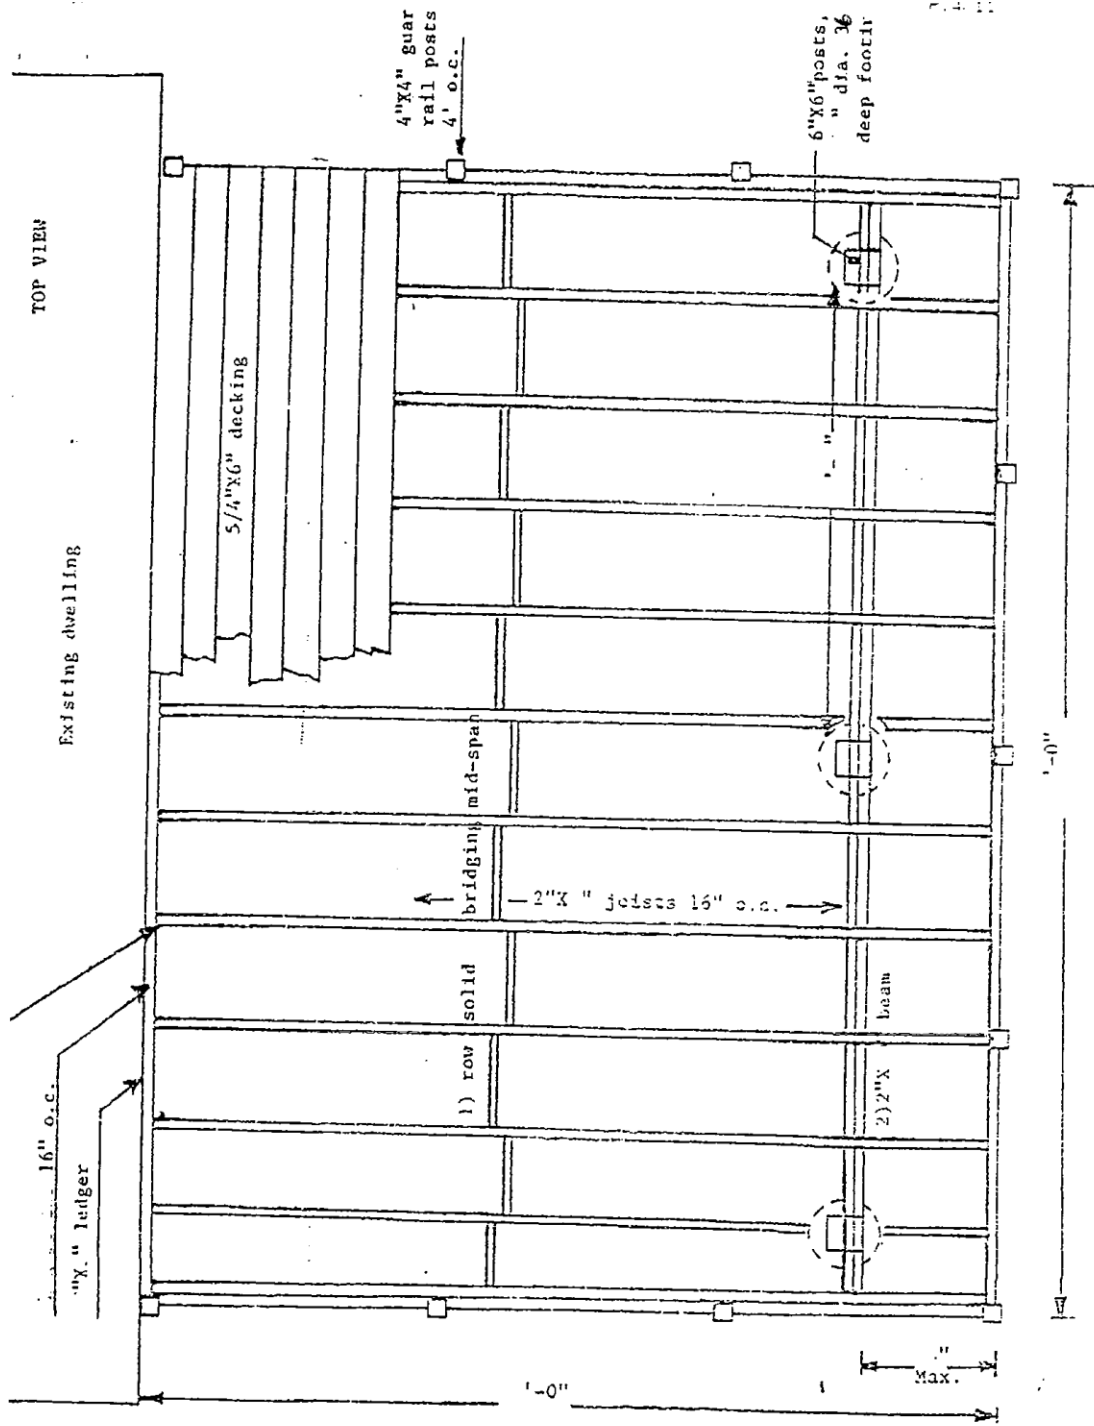 TOP VIEW
Existing dwelling
4"X4" guar
rail posts
4' o.c.
6"X6" posts,
" dia. 36
deep footin
5/4"X6" decking
'- "
bridging mid-span
1) row solid
2"X " joists 16" o.c.
2)2"X beam
16" o.c.
"X." ledger
'-0"
"
Max.
'-0"